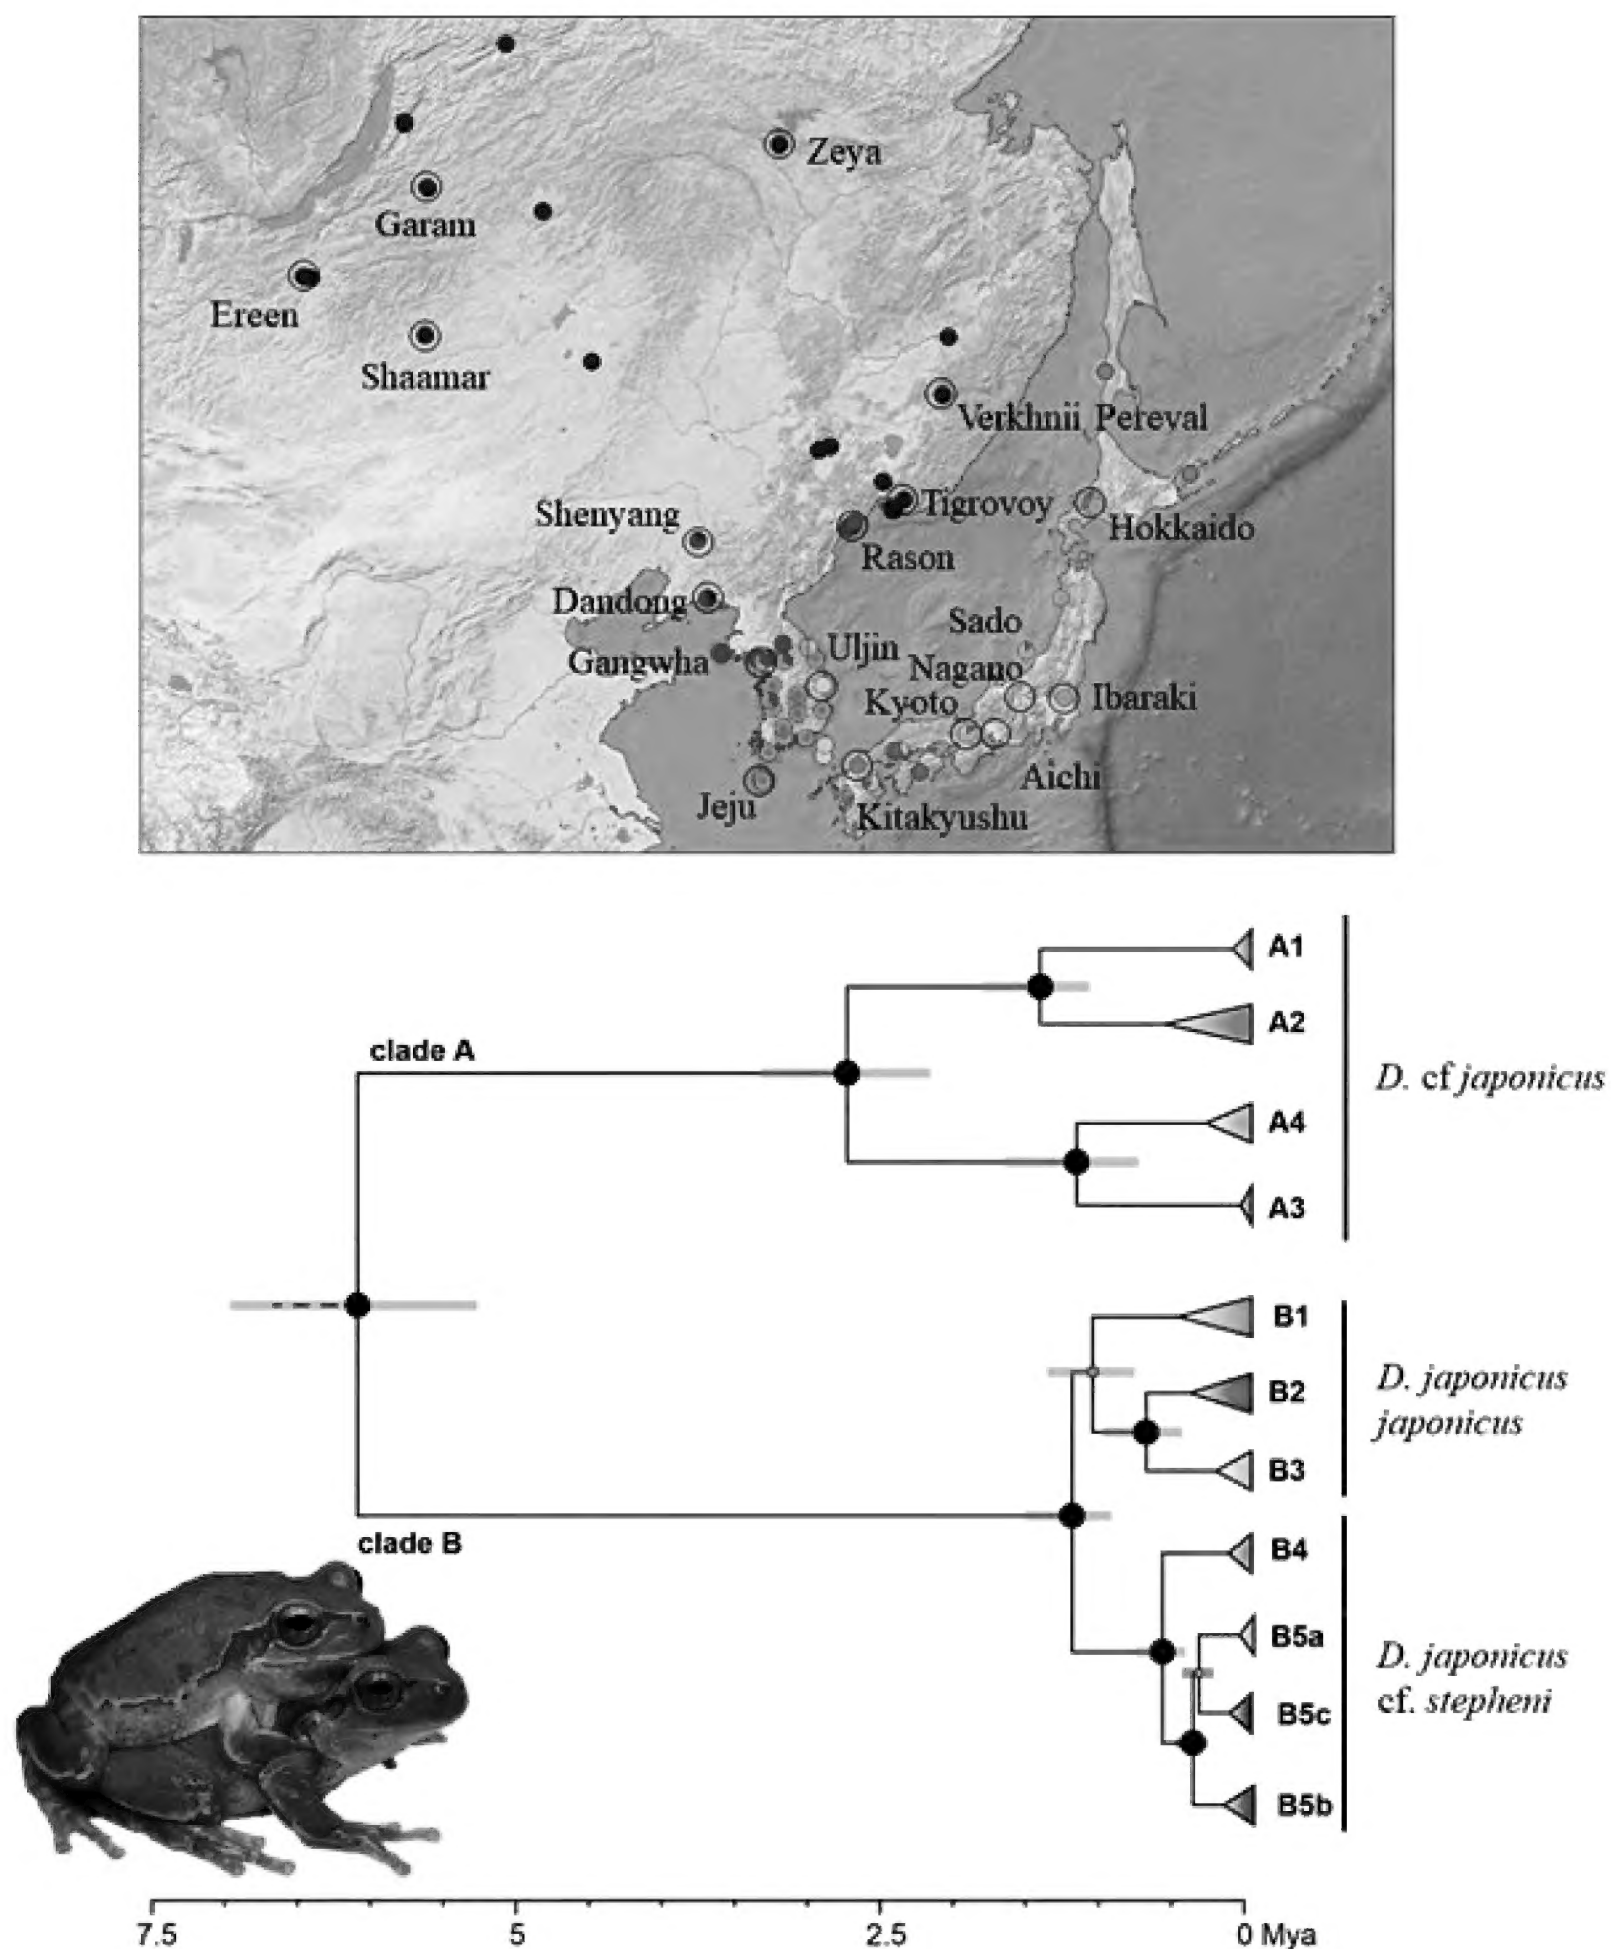 Zeya
Garam
Ereen
Shaamar
Verkhnii Pereval
Shenyang
Tigrovoy
Hokkaido
Rason
Dandong
Sado
Uljin
Gangwha
Nagano
Kyoto
Ibaraki
Aichi
Jeju
Kitakyushu
A1
A2
clade A
D. cf japonicus
A4
A3
B1
D. japonicus
japonicus
B2
B3
clade B
B4
B5a
D. japonicus
cf. stepheni
B5c
B5b
7.5 5 2.5 0 Mya